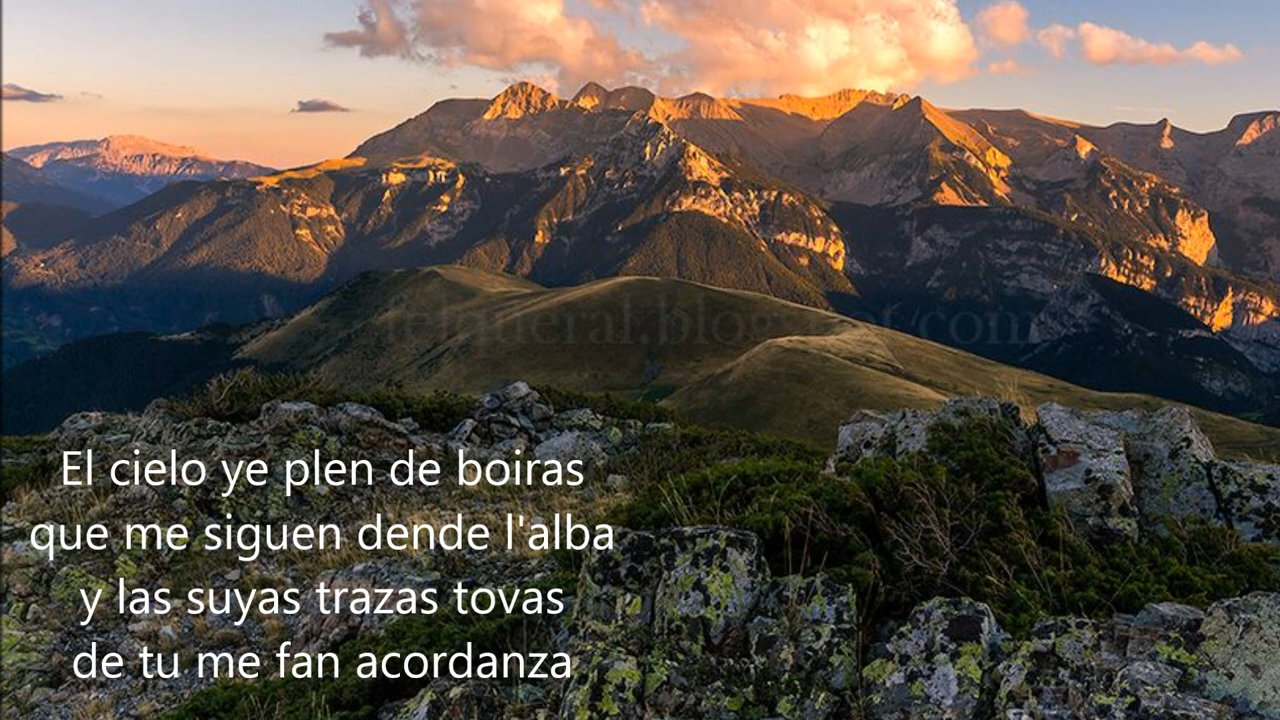 El cielo ye plen de boiras
que me siguen dende l'alba
y las suyas trazas tovas
de tu me fan acordanza